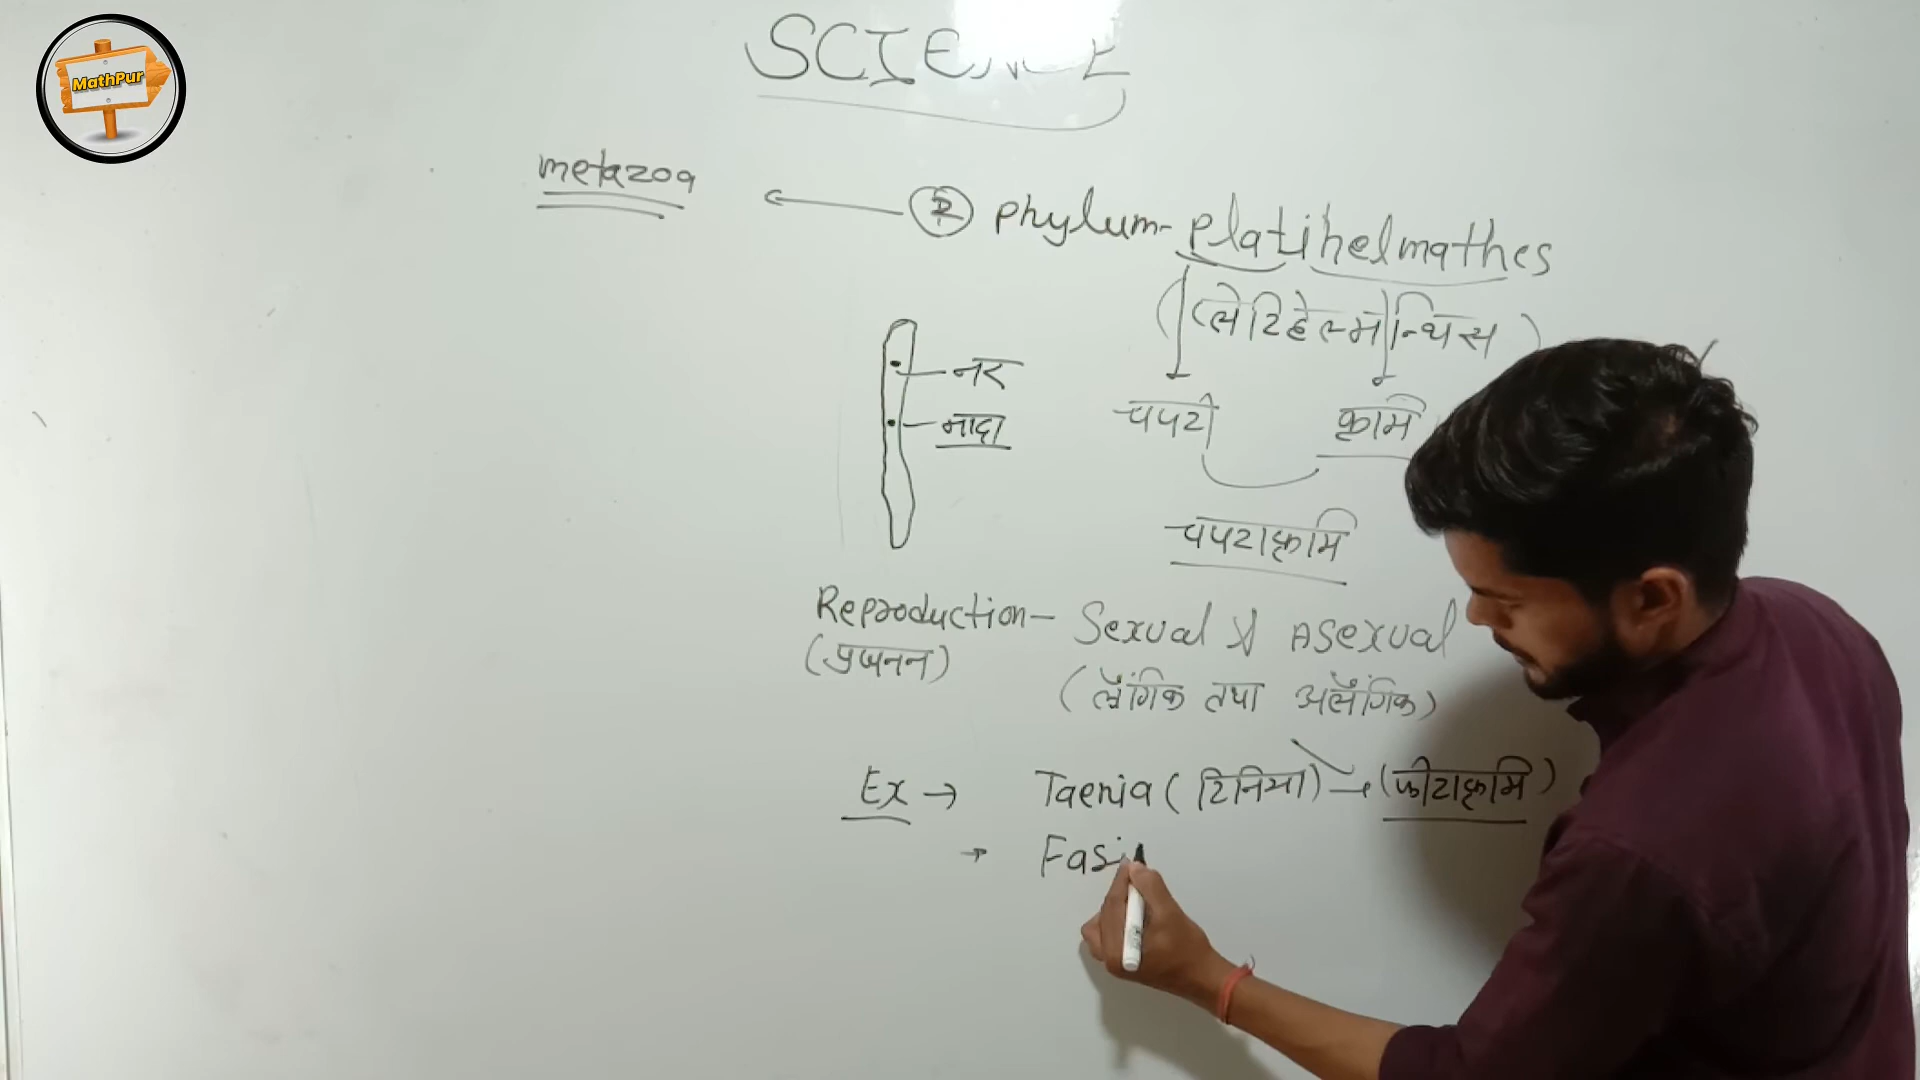 MathPur
SCIENCE
metazoa ← ② phylum- platihelmathes
(प्लेटिहेल्मिन्थिस)
नर
मादा
चपटी कृमि
चपटाकृमि
Reproduction- Sexual & Asexual
(प्रजनन) (लैंगिक तथा अलैंगिक)
Ex → Taenia (टिनिया) → (फीटाकृमि)
→ Fasi